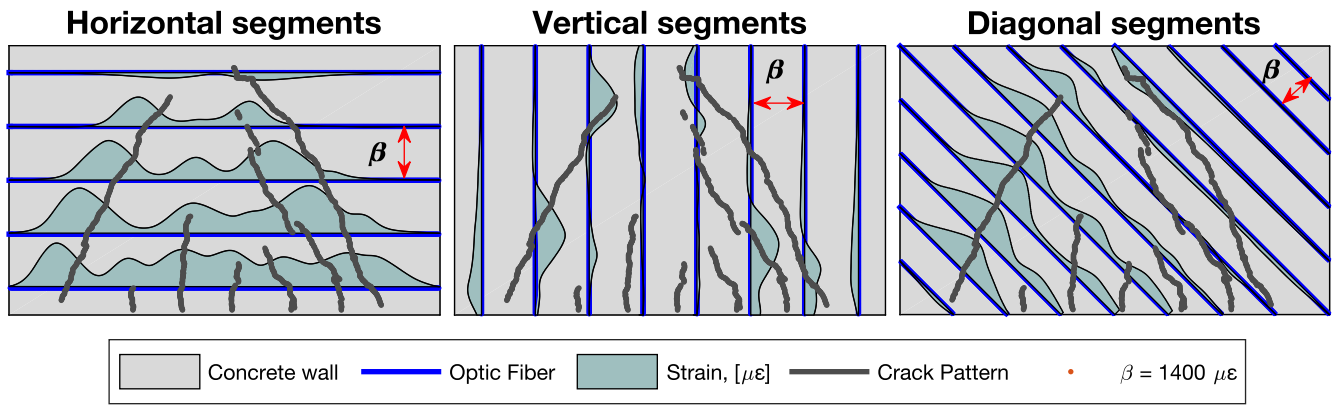 Horizontal segments
Vertical segments
Diagonal segments
β
β
β
Concrete wall
Optic Fiber
Strain, [με]
Crack Pattern
β = 1400 με